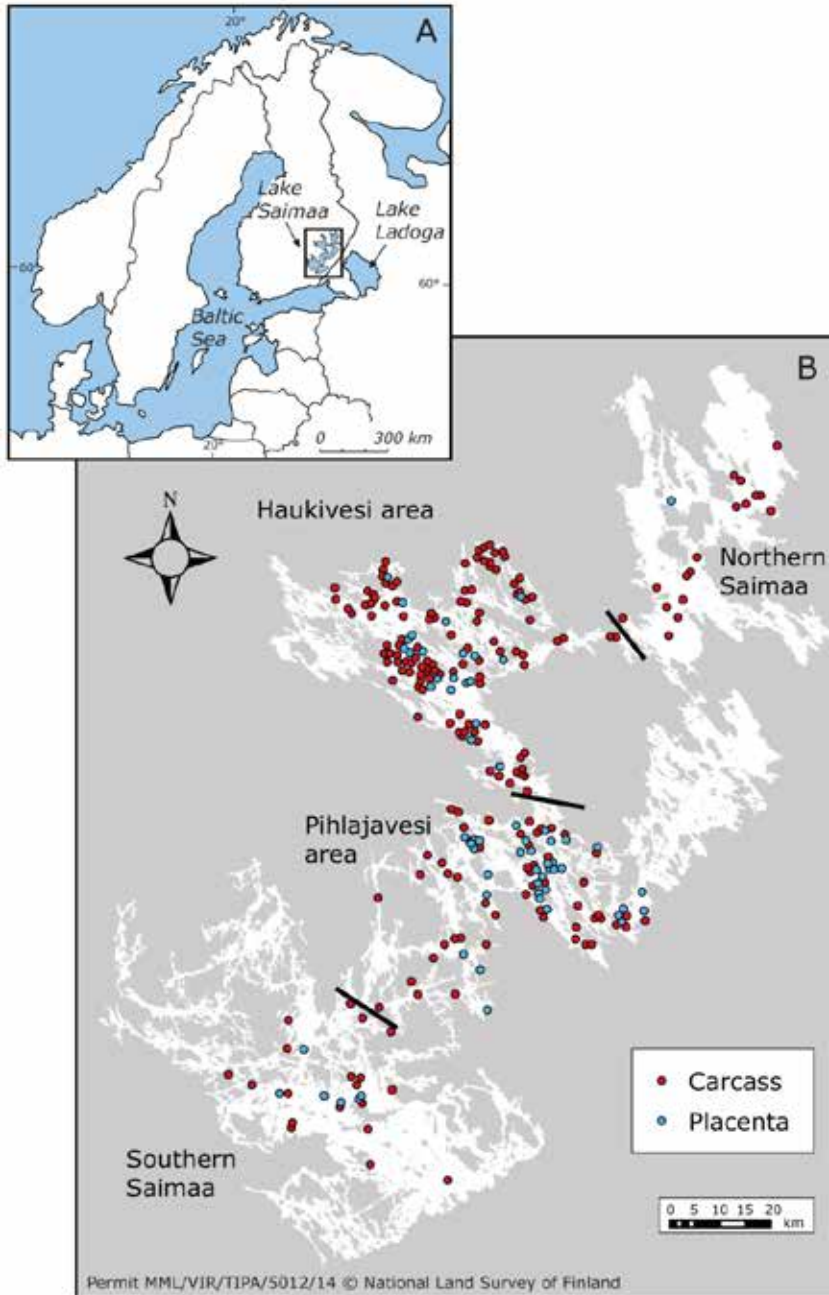 20°
A
Lake
Saimaa
Lake
Ladoga
60°
60°
Baltic
Sea
20°
0 300 km
B
N
Haukivesi area
Northern
Saimaa
Pihlajavesi
area
Carcass
Placenta
Southern
Saimaa
0 5 10 15 20
km
Permit MML/VIR/TIPA/5012/14 © National Land Survey of Finland